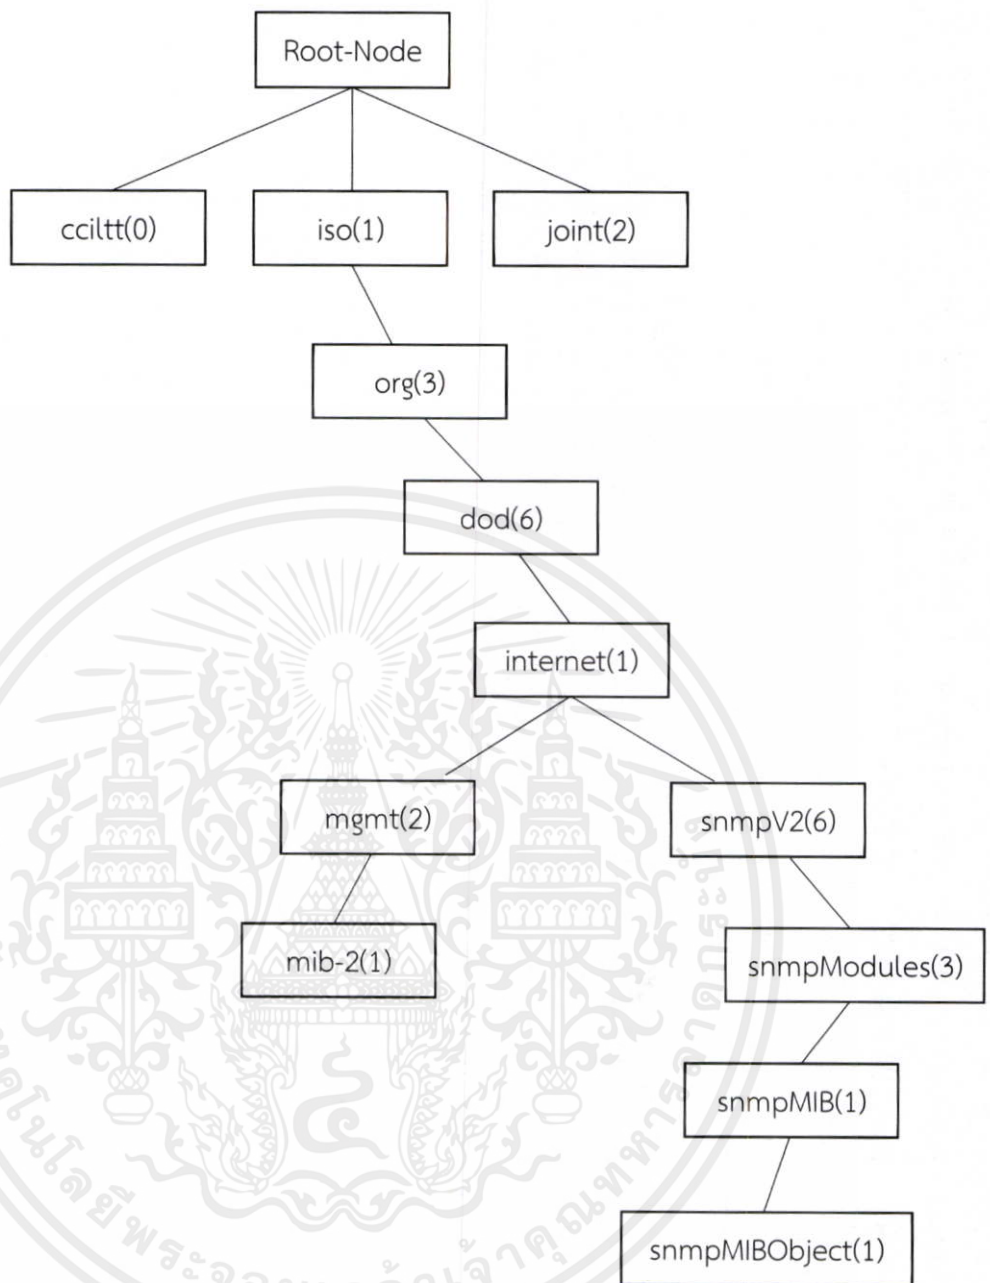 Root-Node
cciltt(0)
iso(1)
joint(2)
org(3)
dod(6)
internet(1)
mgmt(2)
snmpV2(6)
mib-2(1)
snmpModules(3)
snmpMIB(1)
snmpMIBObject(1)